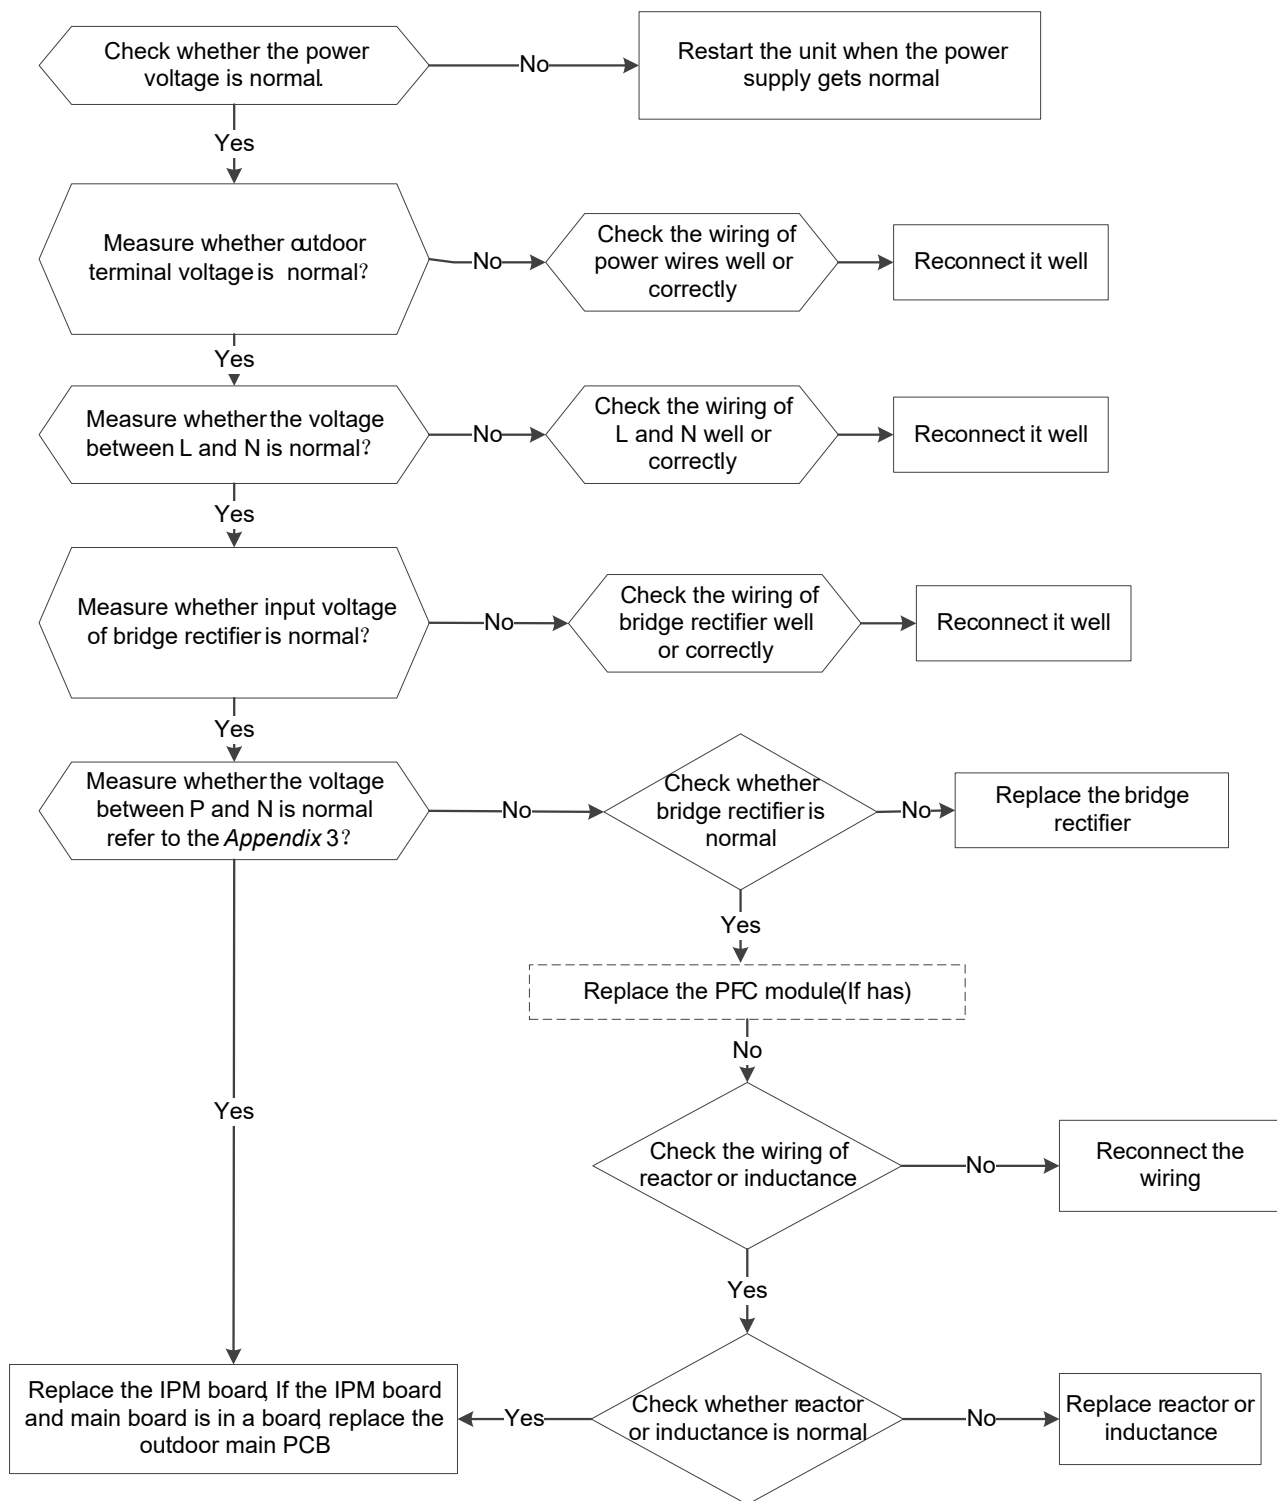 Check whether the power
voltage is normal.
No
Restart the unit when the power
supply gets normal
Yes
Measure whether outdoor
terminal voltage is normal?
No
Check the wiring of
power wires well or
correctly
Reconnect it well
Yes
Measure whether the voltage
between L and N is normal?
No
Check the wiring of
L and N well or
correctly
Reconnect it well
Yes
Measure whether input voltage
of bridge rectifier is normal?
No
Check the wiring of
bridge rectifier well
or correctly
Reconnect it well
Yes
Measure whether the voltage
between P and N is normal
refer to the Appendix 3?
No
Check whether
bridge rectifier is
normal
No
Replace the bridge
rectifier
Yes
Replace the PFC module(If has)
No
Yes
Check the wiring of
reactor or inductance
No
Reconnect the
wiring
Yes
Replace the IPM board, If the IPM board
and main board is in a board, replace the
outdoor main PCB
Yes
Check whether reactor
or inductance is normal
No
Replace reactor or
inductance